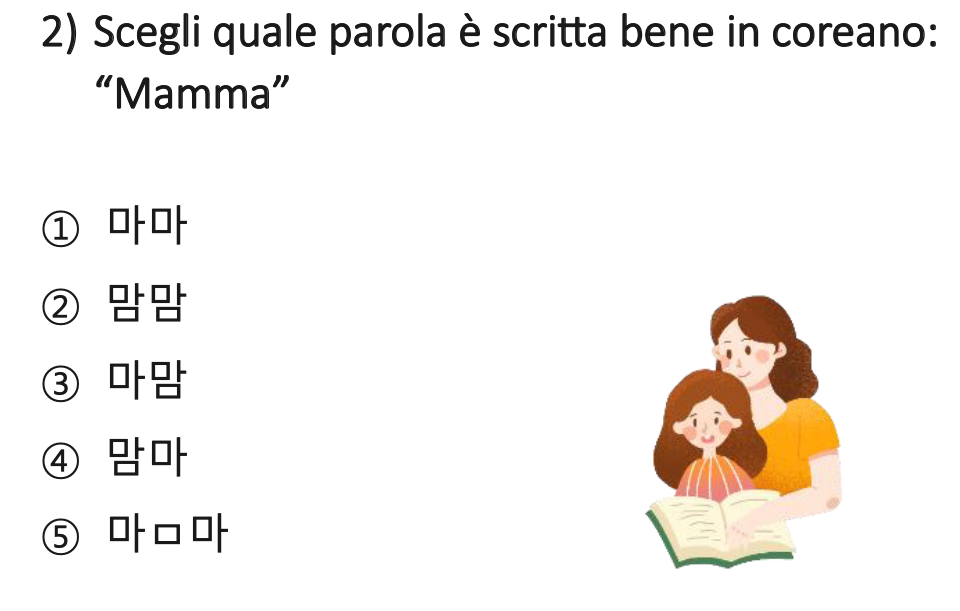 2) Scegli quale parola è scritta bene in coreano:
“Mamma”
① 마마
② 맘맘
③ 마맘
④ 맘마
⑤ 마ㅁ마